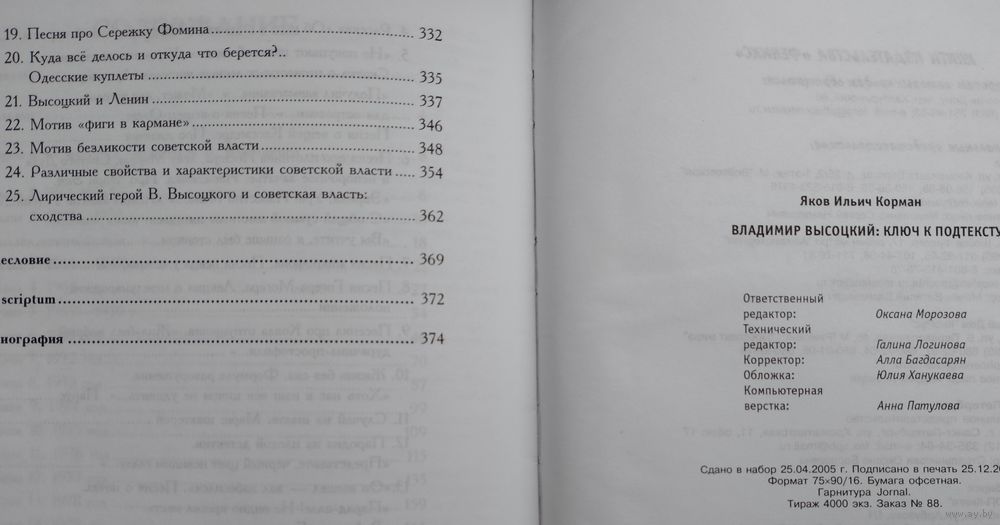 19. Песня про Сережку Фомина ... 332
20. Куда всё делось и откуда что берется?..
Одесские куплеты ... 335
21. Высоцкий и Ленин ... 337
22. Мотив «фиги в кармане» ... 346
23. Мотив безликости советской власти ... 348
24. Различные свойства и характеристики советской власти ... 354
25. Лирический герой В. Высоцкого и советская власть:
сходства ... 362
есловие ... 369
scriptum ... 372
иография ... 374
Яков Ильич Корман
ВЛАДИМИР ВЫСОЦКИЙ: КЛЮЧ К ПОДТЕКСТУ
Ответственный
редактор: Оксана Морозова
Технический
редактор: Галина Логинова
Корректор: Алла Багдасарян
Обложка: Юлия Ханукаева
Компьютерная
верстка: Анна Патулова
Сдано в набор 25.04.2005 г. Подписано в печать 25.12.20
Формат 75×90/16. Бумага офсетная.
Гарнитура Jornal.
Тираж 4000 экз. Заказ № 88.
www.ay.by